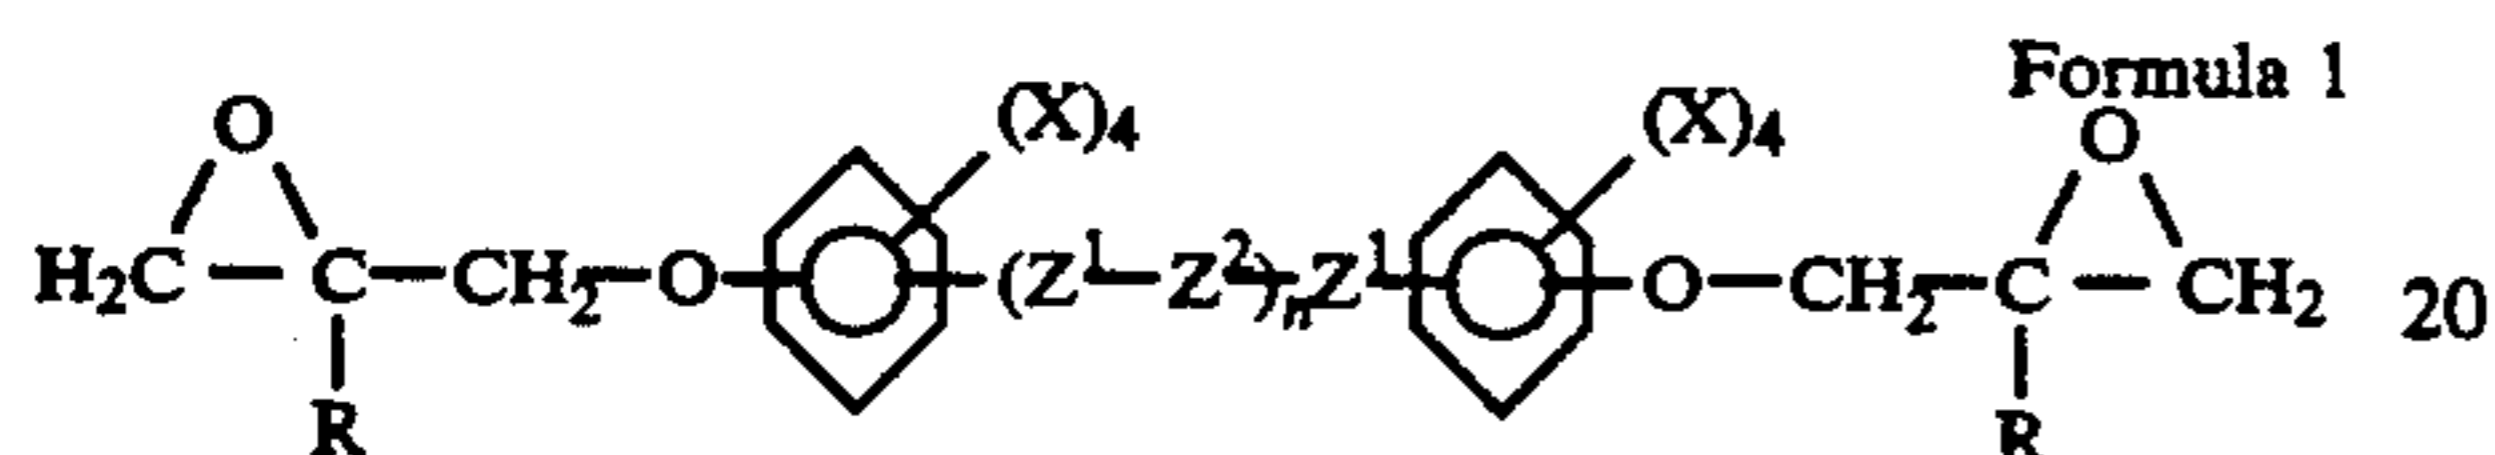 Formula 1
O (X)4 (X)4 O
H2C—C—CH2—O (Z1—Z2)nZ1 O—CH2—C—CH2 20
R R